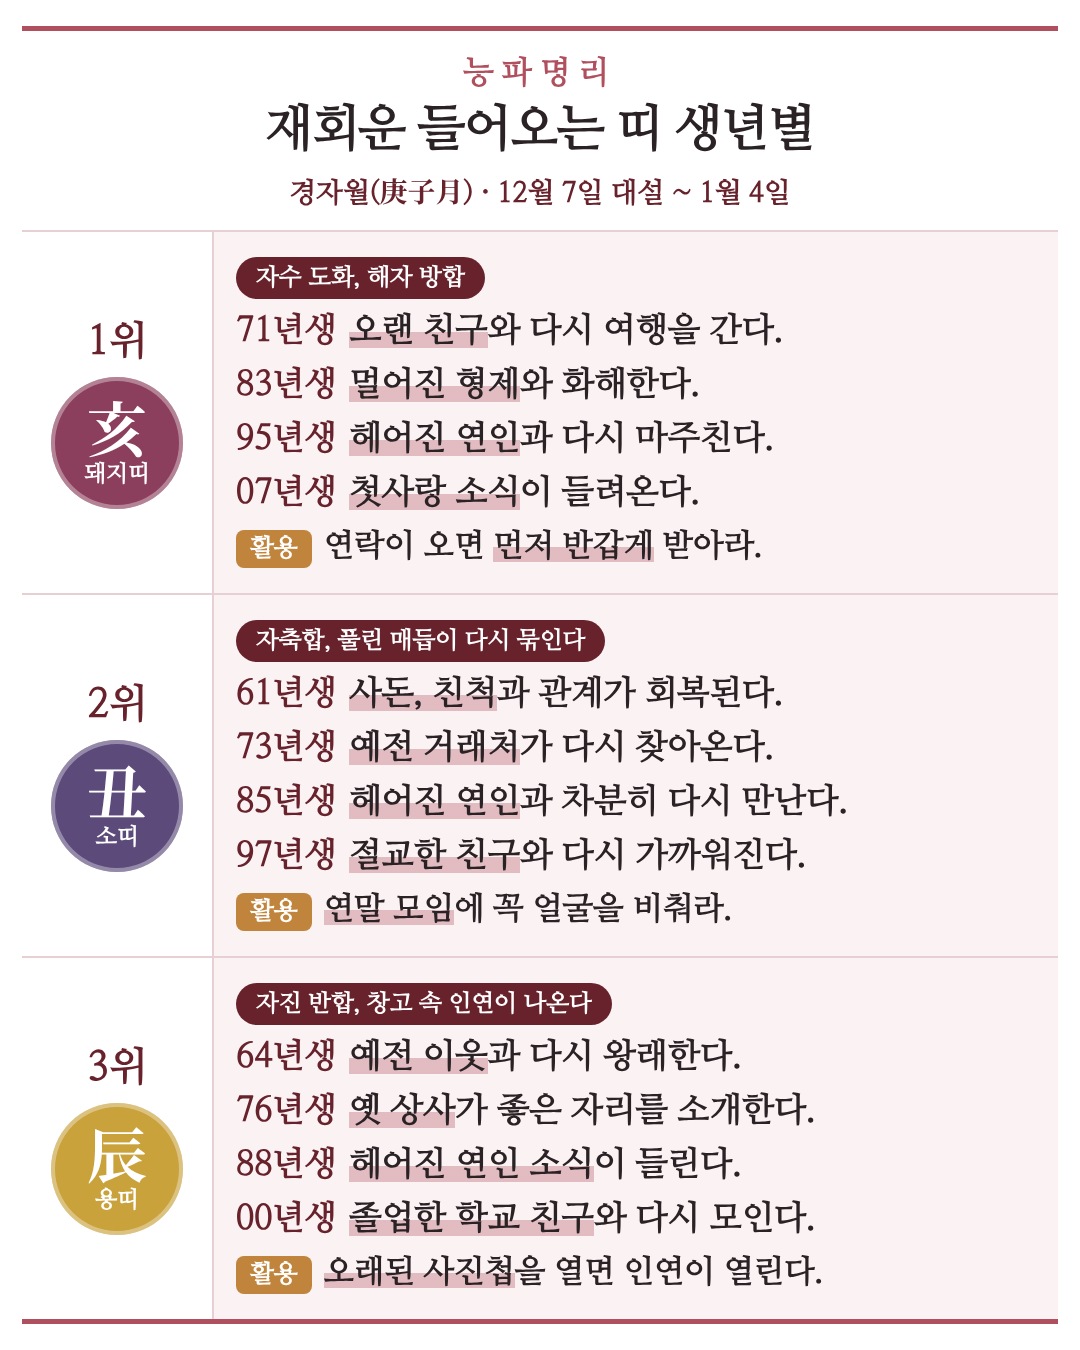 능파명리
재회운 들어오는 띠 생년별
경자월(庚子月) · 12월 7일 대설 ~ 1월 4일
1위
亥
돼지띠
자수 도화, 해자 방합
71년생 오랜 친구와 다시 여행을 간다.
83년생 멀어진 형제와 화해한다.
95년생 헤어진 연인과 다시 마주친다.
07년생 첫사랑 소식이 들려온다.
활용 연락이 오면 먼저 반갑게 받아라.
2위
丑
소띠
자축합, 풀린 매듭이 다시 묶인다
61년생 사돈, 친척과 관계가 회복된다.
73년생 예전 거래처가 다시 찾아온다.
85년생 헤어진 연인과 차분히 다시 만난다.
97년생 절교한 친구와 다시 가까워진다.
활용 연말 모임에 꼭 얼굴을 비춰라.
3위
辰
용띠
자진 반합, 창고 속 인연이 나온다
64년생 예전 이웃과 다시 왕래한다.
76년생 옛 상사가 좋은 자리를 소개한다.
88년생 헤어진 연인 소식이 들린다.
00년생 졸업한 학교 친구와 다시 모인다.
활용 오래된 사진첩을 열면 인연이 열린다.